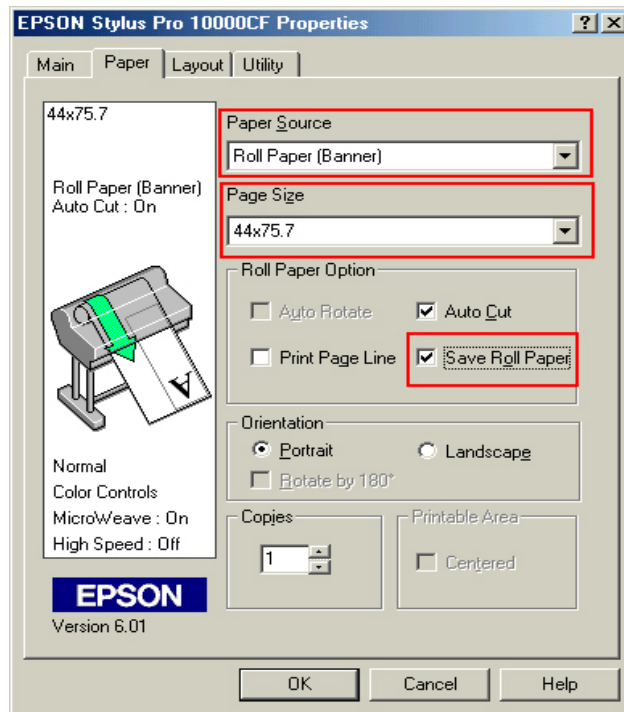 EPSON Stylus Pro 10000CF Properties
Main Paper Layout Utility
44x75.7
Roll Paper (Banner)
Auto Cut : On
A
Normal
Color Controls
MicroWeave : On
High Speed : Off
EPSON
Version 6.01
Paper Source
Roll Paper (Banner)
Page Size
44x75.7
Roll Paper Option
Auto Rotate
Auto Cut
Print Page Line
Save Roll Paper
Orientation
Portrait
Landscape
Rotate by 180°
Copies
1
Printable Area
Centered
OK Cancel Help